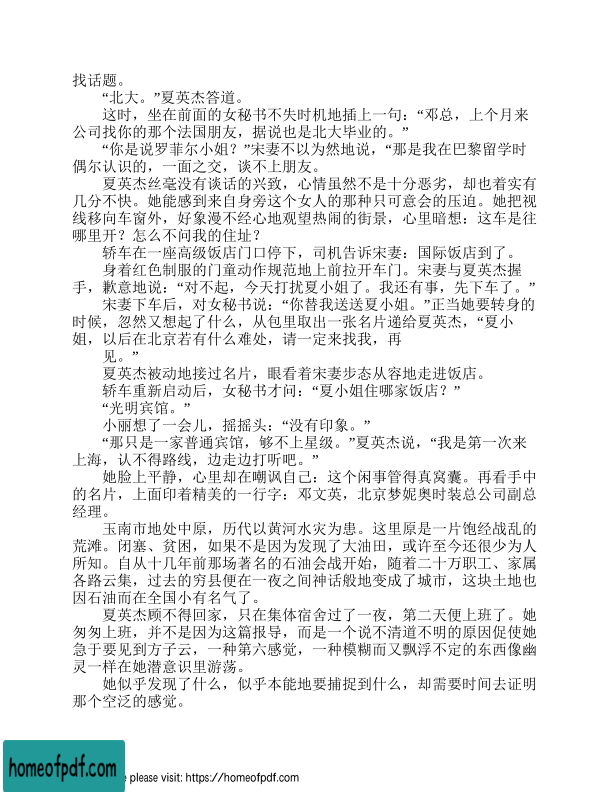 找话题。
“北大。”夏英杰答道。
这时，坐在前面的女秘书不失时机地插上一句：“邓总，上个月来
公司找你的那个法国朋友，据说也是北大毕业的。”
“你是说罗菲尔小姐？”宋妻不以为然地说，“那是我在巴黎留学时
偶尔认识的，一面之交，谈不上朋友。
夏英杰丝毫没有谈话的兴致，心情虽然不是十分恶劣，却也着实有
几分不快。她能感到来自身旁这个女人的那种只可意会的压迫。她把视
线移向车窗外，好象漫不经心地观望热闹的街景，心里暗想：这车是往
哪里开？怎么不问我的住址？
轿车在一座高级饭店门口停下，司机告诉宋妻：国际饭店到了。
身着红色制服的门童动作规范地上前拉开车门。宋妻与夏英杰握
手，歉意地说：“对不起，今天打扰夏小姐了。我还有事，先下车了。”
宋妻下车后，对女秘书说：“你替我送送夏小姐。”正当她要转身的
时候，忽然又想起了什么，从包里取出一张名片递给夏英杰，“夏小
姐，以后在北京若有什么难处，请一定来找我，再
见。”
夏英杰被动地接过名片，眼看着宋妻步态从容地走进饭店。
轿车重新启动后，女秘书才问：“夏小姐住哪家饭店？”
“光明宾馆。”
小丽想了一会儿，摇摇头：“没有印象。”
“那只是一家普通宾馆，够不上星级。”夏英杰说，“我是第一次来
上海，认不得路线，边走边打听吧。”
她脸上平静，心里却在嘲讽自己：这个闲事管得真窝囊。再看手中
的名片，上面印着精美的一行字：邓文英，北京梦妮奥时装总公司副总
经理。
玉南市地处中原，历代以黄河水灾为患。这里原是一片饱经战乱的
荒滩。闭塞、贫困，如果不是因为发现了大油田，或许至今还很少为人
所知。自从十几年前那场著名的石油会战开始，随着二十万职工、家属
各路云集，过去的穷县便在一夜之间神话般地变成了城市，这块土地也
因石油而在全国小有名气了。
夏英杰顾不得回家，只在集体宿舍过了一夜，第二天便上班了。她
匆匆上班，并不是因为这篇报导，而是一个说不清道不明的原因促使她
急于要见到方子云，一种第六感觉，一种模糊而又飘浮不定的东西像幽
灵一样在她潜意识里游荡。
她似乎发现了什么，似乎本能地要捕捉到什么，却需要时间去证明
那个空泛的感觉。
homeofpdf.com
please visit: https://homeofpdf.com